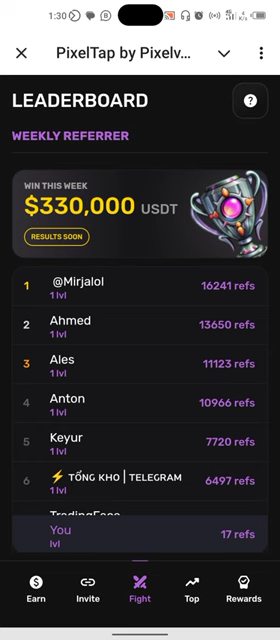 1:30
PixelTap by Pixelv...
LEADERBOARD
?
WEEKLY REFERRER
WIN THIS WEEK
$330,000 USDT
RESULTS SOON
1 @Mirjalol 16241 refs
1 lvl
2 Ahmed 13650 refs
1 lvl
3 Ales 11123 refs
1 lvl
4 Anton 10966 refs
1 lvl
5 Keyur 7720 refs
1 lvl
6 ⚡ TỔNG KHO | TELEGRAM 6497 refs
1 lvl
You 17 refs
lvl
Earn Invite Fight Top Rewards